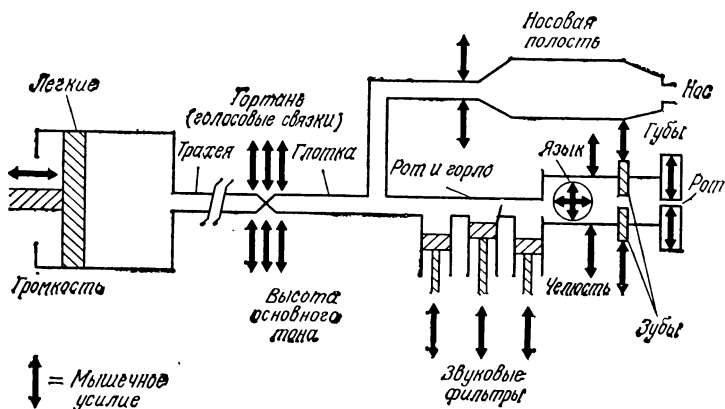 Носовая
полость
Легкие
Гортань
(голосовые связки)
Нос
Губы
Трахея
Глотка
Рот и горло
Язык
Рот
Громкость
Высота
основного
тона
Челюсть
Зубы
Звуковые
фильтры
= Мышечное
усилие